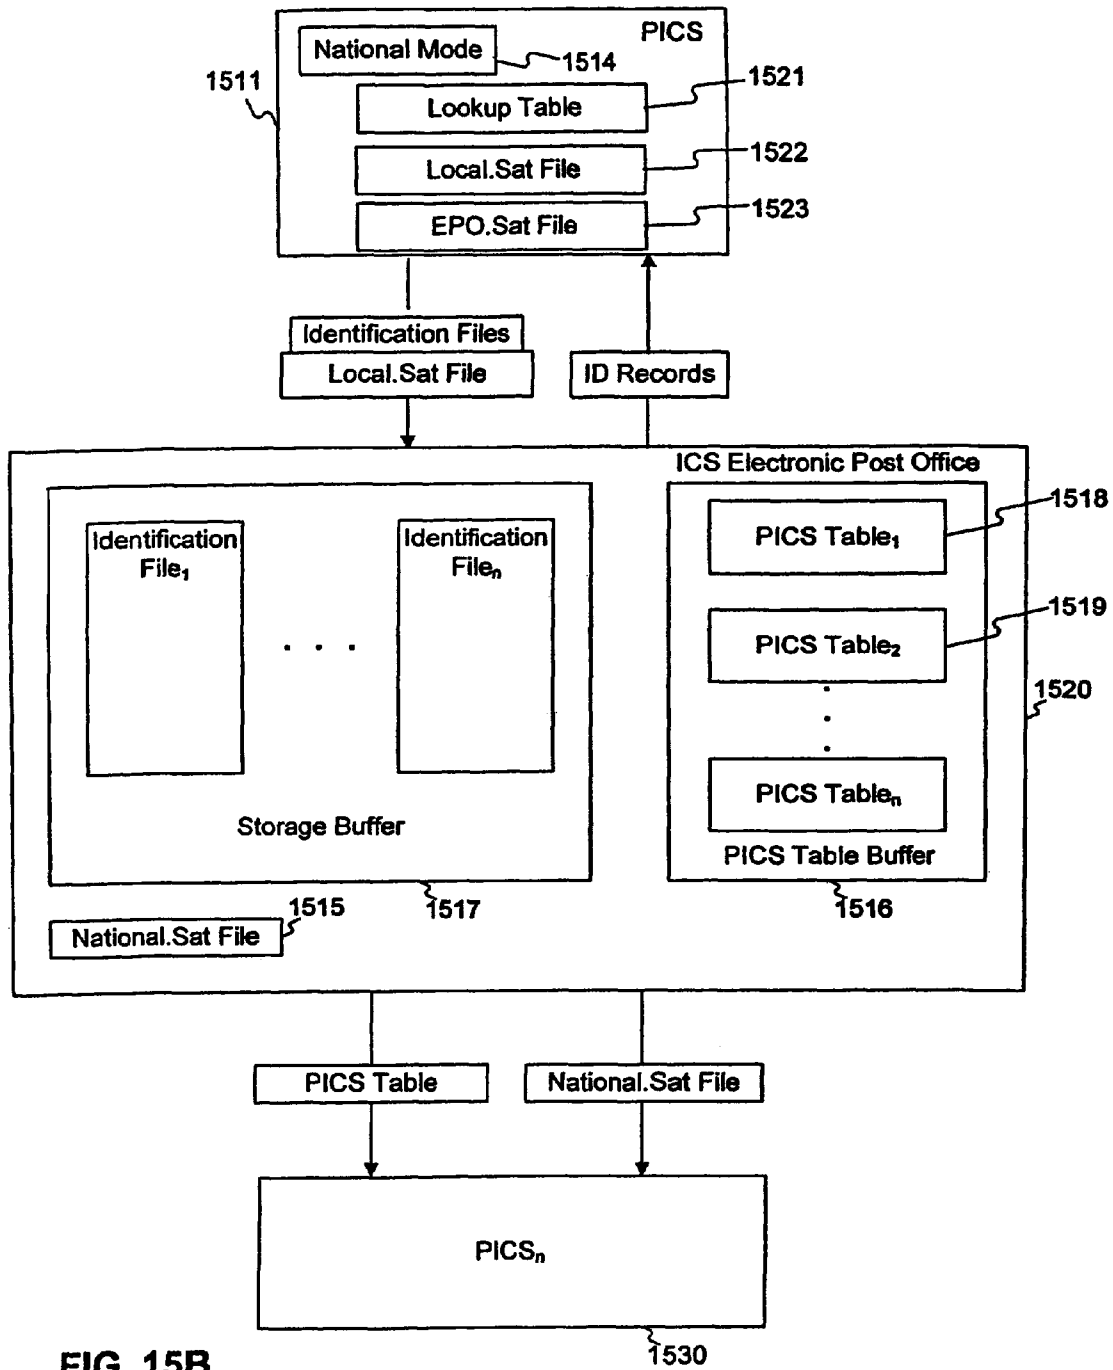 PICS
National Mode
1514
1511
1521
Lookup Table
1522
Local.Sat File
1523
EPO.Sat File
Identification Files
Local.Sat File
ID Records
ICS Electronic Post Office
1518
Identification
File₁
Identification
Fileₙ
. . .
PICS Table₁
1519
PICS Table₂
1520
PICS Tableₙ
Storage Buffer
PICS Table Buffer
1517
1516
1515
National.Sat File
PICS Table
National.Sat File
PICSₙ
1530
FIG. 15B